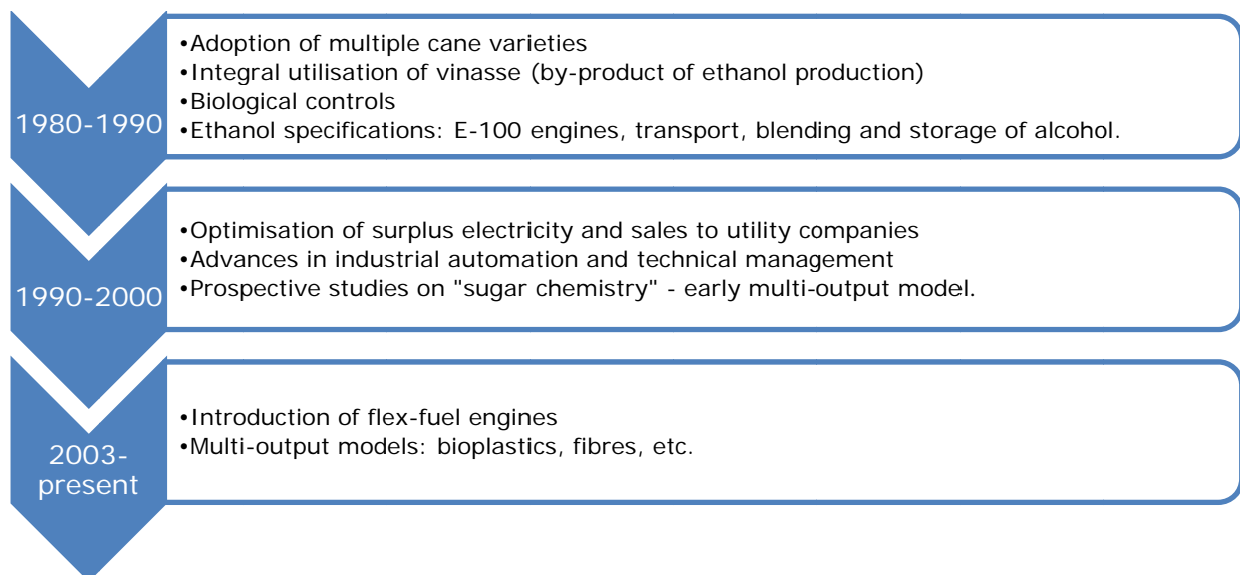 1980-1990
•Adoption of multiple cane varieties
•Integral utilisation of vinasse (by-product of ethanol production)
•Biological controls
•Ethanol specifications: E-100 engines, transport, blending and storage of alcohol.
1990-2000
•Optimisation of surplus electricity and sales to utility companies
•Advances in industrial automation and technical management
•Prospective studies on "sugar chemistry" - early multi-output model.
2003-
present
•Introduction of flex-fuel engines
•Multi-output models: bioplastics, fibres, etc.